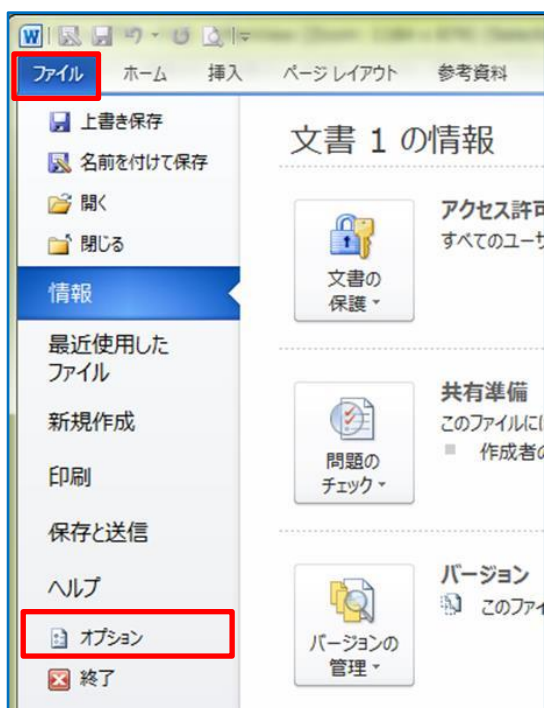 W
ファイル ホーム 挿入 ページ レイアウト 参考資料
上書き保存
名前を付けて保存
開く
閉じる
情報
最近使用した
ファイル
新規作成
印刷
保存と送信
ヘルプ
オプション
終了
文書 1 の情報
文書の
保護
アクセス許可
すべてのユーザ
問題の
チェック
共有準備
このファイルに
作成者の
バージョンの
管理
バージョン
このファイ